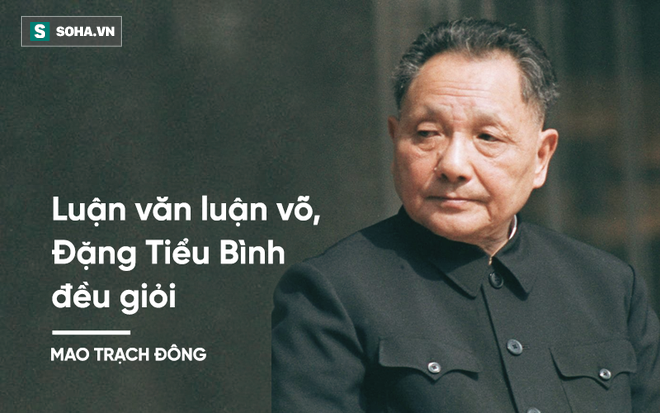 S SOHA.VN
Luận văn luận võ,
Đặng Tiểu Bình
đều giỏi
MAO TRẠCH ĐÔNG